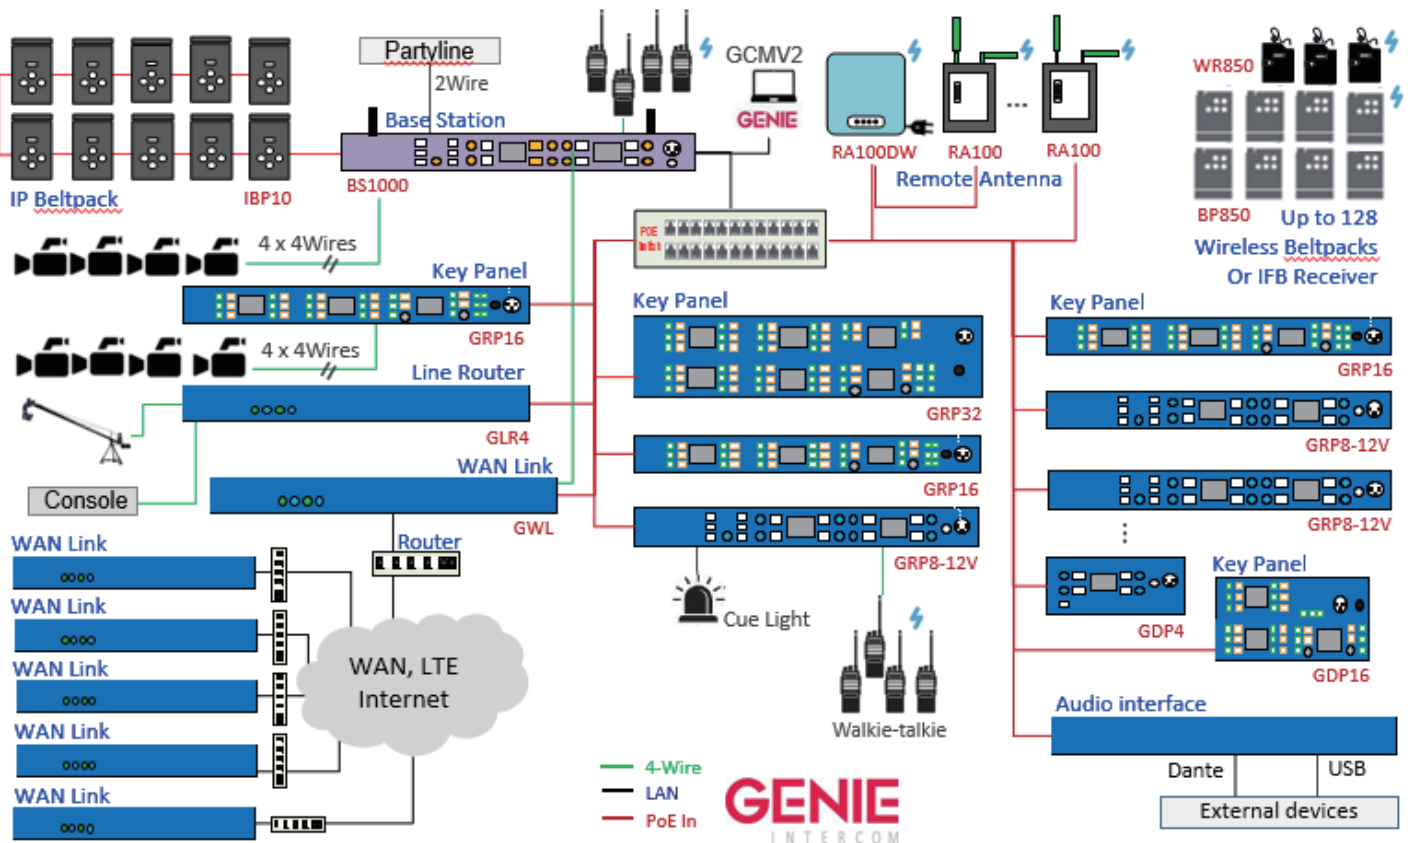 Partyline
2Wire
Base Station
BS1000
IP Beltpack
IBP10
GCMV2
GENIE
RA100DW
RA100
...
RA100
Remote Antenna
WR850
BP850
Up to 128
Wireless Beltpacks
Or IFB Receiver
4 x 4Wires
POE
switch
Key Panel
GRP16
4 x 4Wires
Line Router
GLR4
Console
WAN Link
GWL
Router
WAN Link
WAN Link
WAN Link
WAN Link
WAN Link
WAN, LTE
Internet
Key Panel
GRP32
GRP16
GRP8-12V
Cue Light
Walkie-talkie
Key Panel
GRP16
GRP8-12V
GRP8-12V
GDP4
Key Panel
GDP16
Audio interface
Dante
USB
External devices
4-Wire
LAN
PoE In
GENIE
INTERCOM